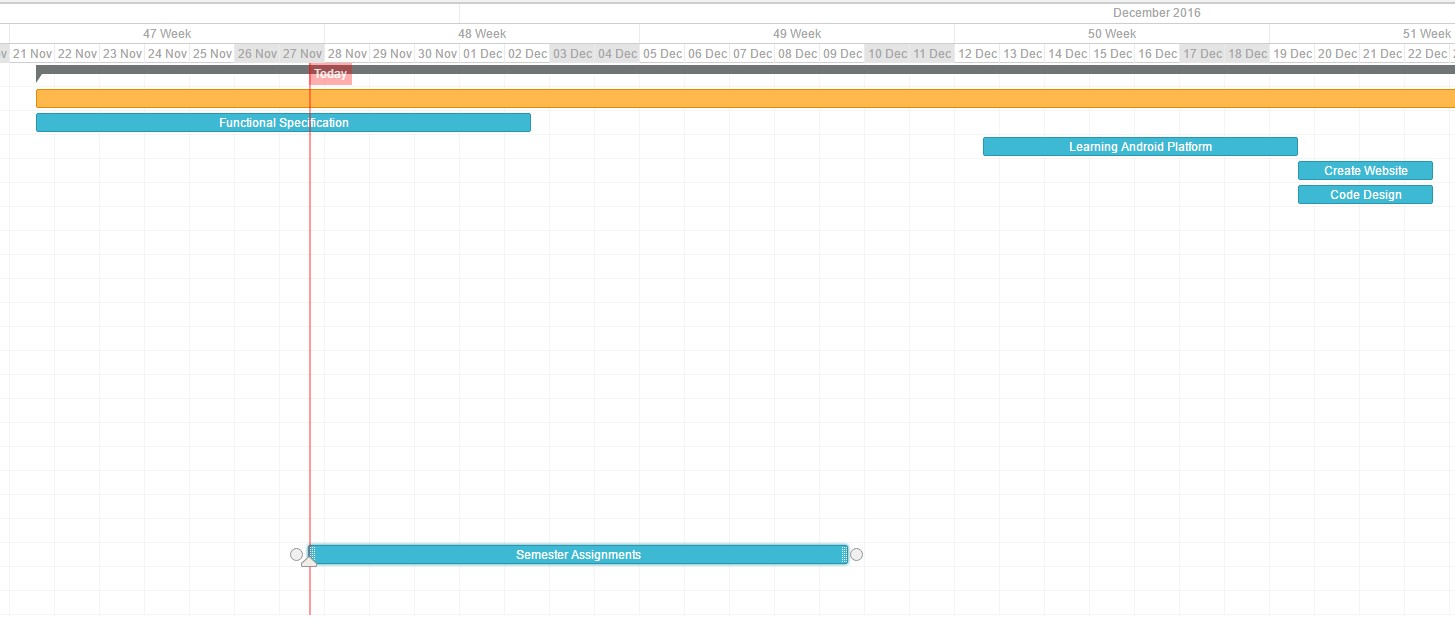 December 2016
47 Week 48 Week 49 Week 50 Week 51 Week
21 Nov 22 Nov 23 Nov 24 Nov 25 Nov 26 Nov 27 Nov 28 Nov 29 Nov 30 Nov 01 Dec 02 Dec 03 Dec 04 Dec 05 Dec 06 Dec 07 Dec 08 Dec 09 Dec 10 Dec 11 Dec 12 Dec 13 Dec 14 Dec 15 Dec 16 Dec 17 Dec 18 Dec 19 Dec 20 Dec 21 Dec 22 Dec
Today
Functional Specification
Learning Android Platform
Create Website
Code Design
Semester Assignments